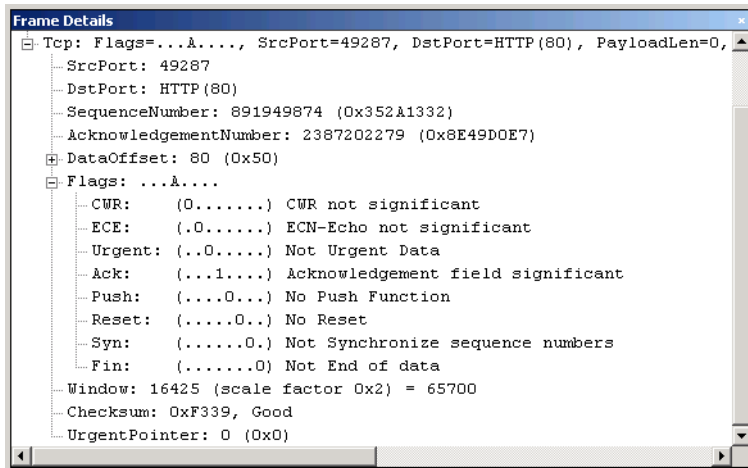 Frame Details
Tcp: Flags=...A...., SrcPort=49287, DstPort=HTTP(80), PayloadLen=0,
SrcPort: 49287
DstPort: HTTP(80)
SequenceNumber: 891949874 (0x352A1332)
AcknowledgementNumber: 2387202279 (0x8E49D0E7)
DataOffset: 80 (0x50)
Flags: ...A....
CWR: (0.......) CWR not significant
ECE: (.0......) ECN-Echo not significant
Urgent: (..0.....) Not Urgent Data
Ack: (...1....) Acknowledgement field significant
Push: (....0...) No Push Function
Reset: (.....0..) No Reset
Syn: (......0.) Not Synchronize sequence numbers
Fin: (.......0) Not End of data
Window: 16425 (scale factor 0x2) = 65700
Checksum: 0xF339, Good
UrgentPointer: 0 (0x0)